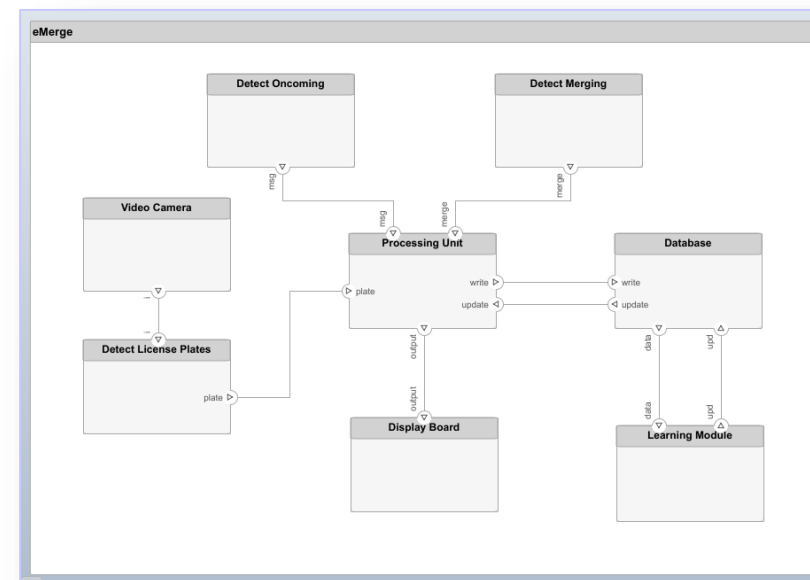 eMerge
Detect Oncoming
Detect Merging
msg
merge
Video Camera
msg
merge
Processing Unit
Database
write
write
plate
update
update
i
i
Detect License Plates
output
data
upd
plate
output
data
upd
Display Board
Learning Module